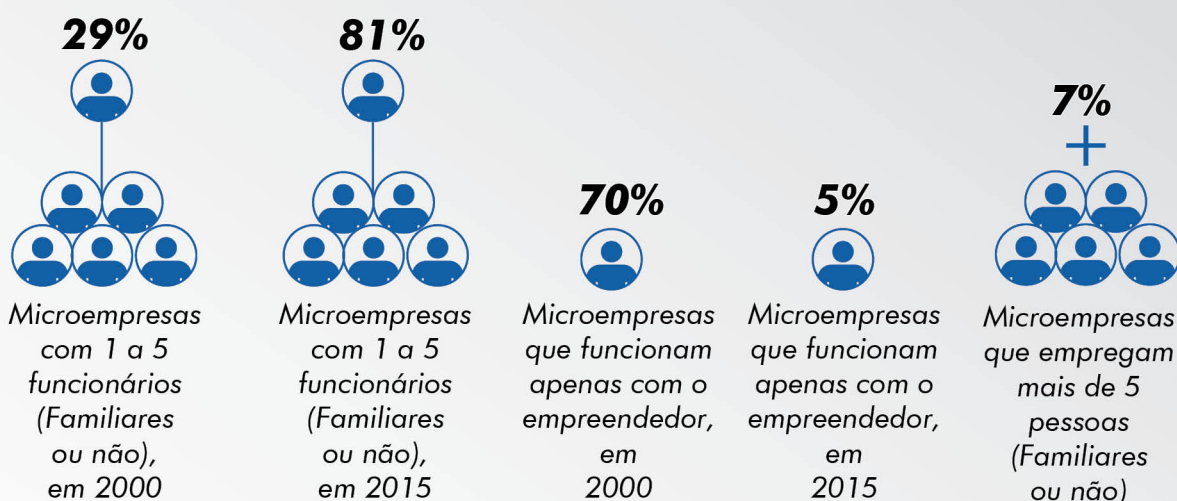 29%
Microempresas
com 1 a 5
funcionários
(Familiares
ou não),
em 2000
81%
Microempresas
com 1 a 5
funcionários
(Familiares
ou não),
em 2015
70%
Microempresas
que funcionam
apenas com o
empreendedor,
em
2000
5%
Microempresas
que funcionam
apenas com o
empreendedor,
em
2015
7%
+
Microempresas
que empregam
mais de 5
pessoas
(Familiares
ou não)